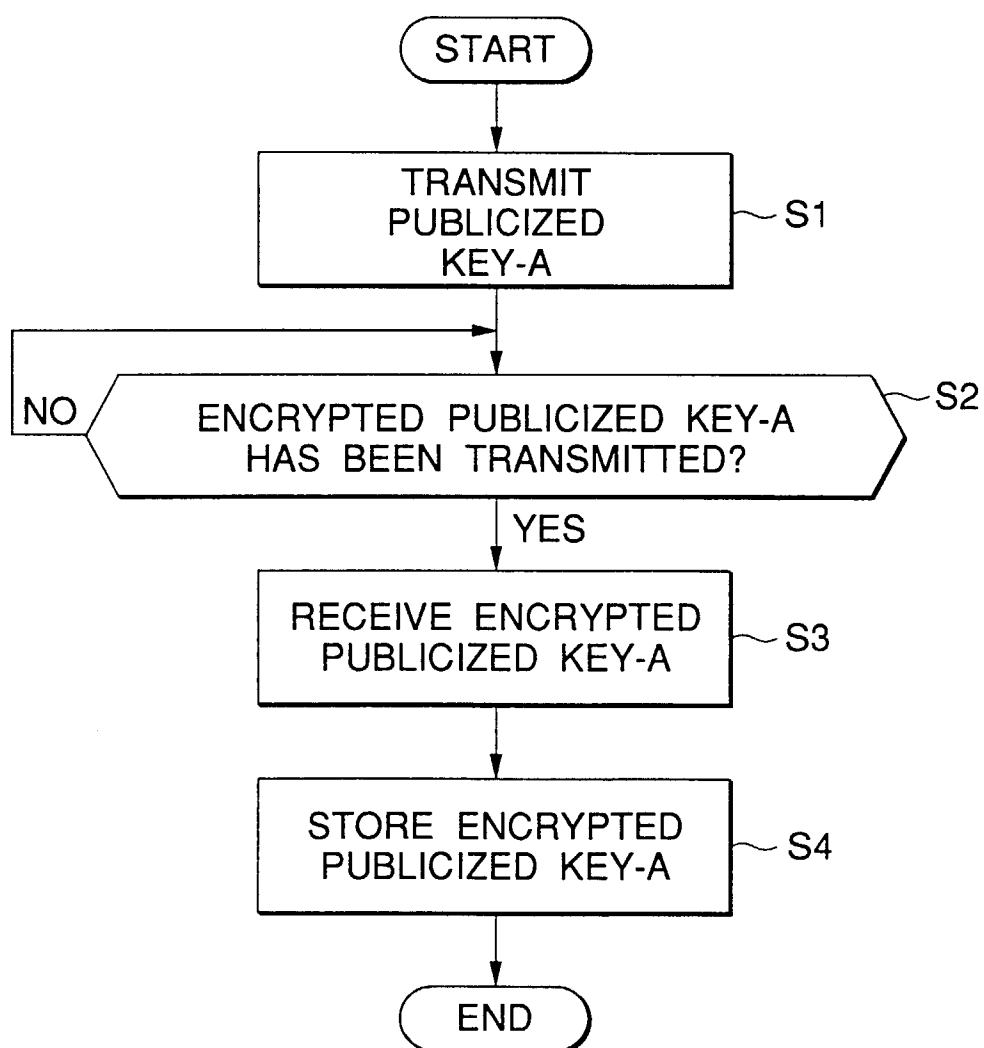 START
TRANSMIT
PUBLICIZED
KEY-A
S1
NO
ENCRYPTED PUBLICIZED KEY-A
HAS BEEN TRANSMITTED?
S2
YES
RECEIVE ENCRYPTED
PUBLICIZED KEY-A
S3
STORE ENCRYPTED
PUBLICIZED KEY-A
S4
END